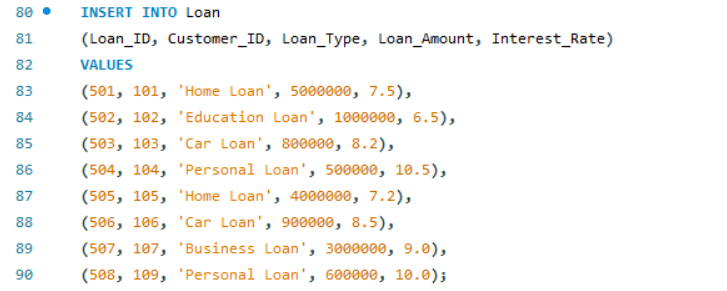 80 INSERT INTO Loan
81 (Loan_ID, Customer_ID, Loan_Type, Loan_Amount, Interest_Rate)
82 VALUES
83 (501, 101, 'Home Loan', 5000000, 7.5),
84 (502, 102, 'Education Loan', 1000000, 6.5),
85 (503, 103, 'Car Loan', 800000, 8.2),
86 (504, 104, 'Personal Loan', 500000, 10.5),
87 (505, 105, 'Home Loan', 4000000, 7.2),
88 (506, 106, 'Car Loan', 900000, 8.5),
89 (507, 107, 'Business Loan', 3000000, 9.0),
90 (508, 109, 'Personal Loan', 600000, 10.0);